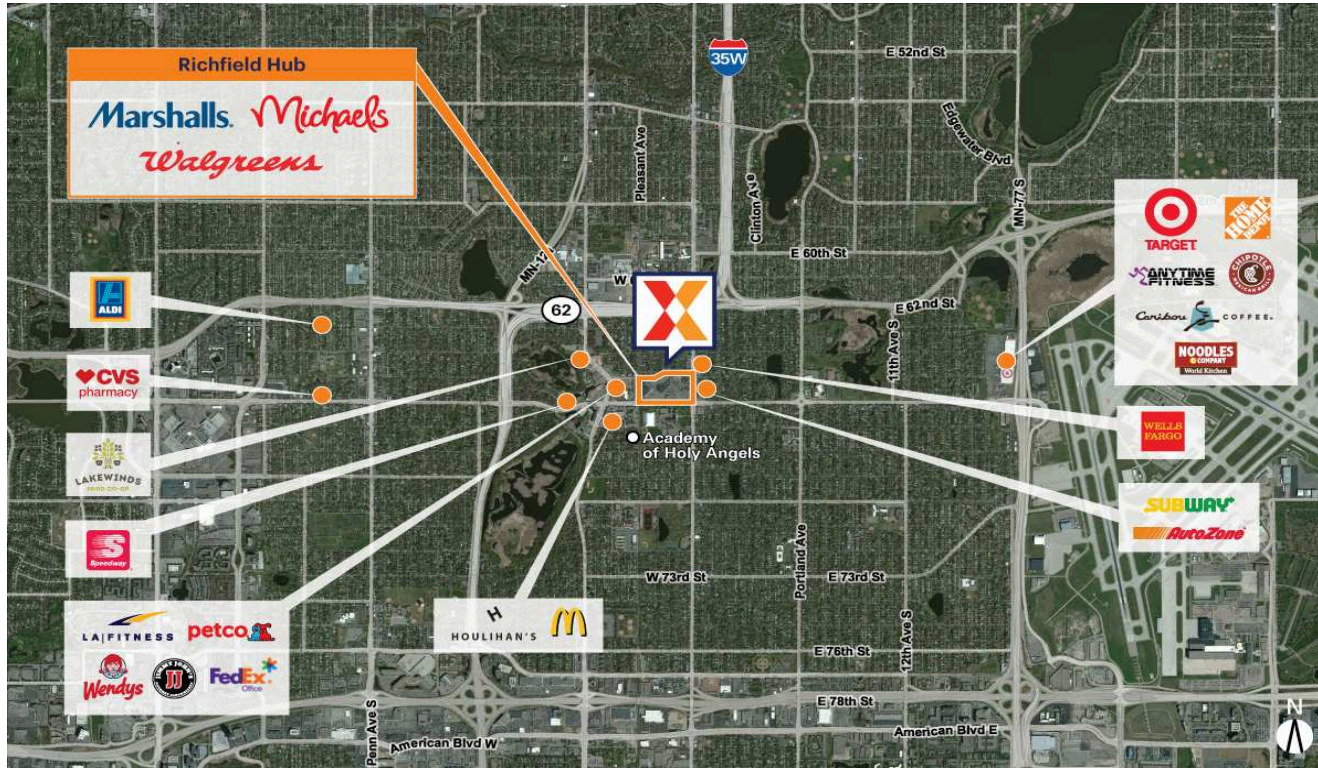 Richfield Hub
Marshalls.
Michaels
Walgreens
35W
E 52nd St
Edgewater Blvd
Pleasant Ave
Clinton Ave
MN-77 S
E 60th St
E 62nd St
62
11th Ave S
ALDI
CVS
pharmacy
LAKEWINDS
FOOD CO-OP
Speedway
LA|FITNESS
petco
Wendys
JIMMY JOHN'S
JJ
FedEx
Office
H
HOULIHAN'S
M
Academy
of Holy Angels
TARGET
THE
HOME
DEPOT
ANYTIME
FITNESS
CHIPOTLE
MEXICAN GRILL
Caribou COFFEE
NOODLES
& COMPANY
World Kitchen
WELLS
FARGO
SUBWAY
AutoZone
W 73rd St
E 73rd St
Portland Ave
12th Ave S
E 76th St
E 78th St
Penn Ave S
American Blvd W
American Blvd E
N